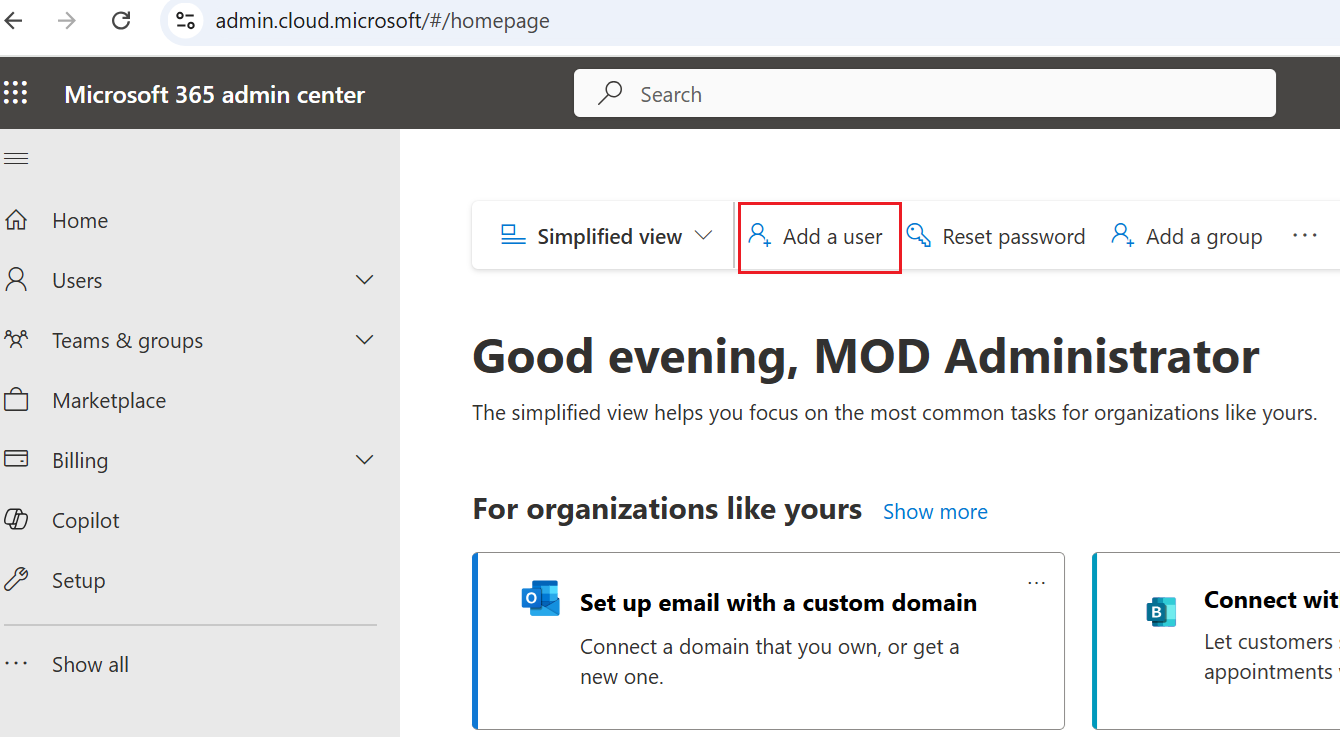 admin.cloud.microsoft/#/homepage
Microsoft 365 admin center
Search
Home
Users
Teams & groups
Marketplace
Billing
Copilot
Setup
Show all
Simplified view
Add a user
Reset password
Add a group
Good evening, MOD Administrator
The simplified view helps you focus on the most common tasks for organizations like yours.
For organizations like yours Show more
Set up email with a custom domain
Connect a domain that you own, or get a
new one.
Connect wit
Let customers
appointments